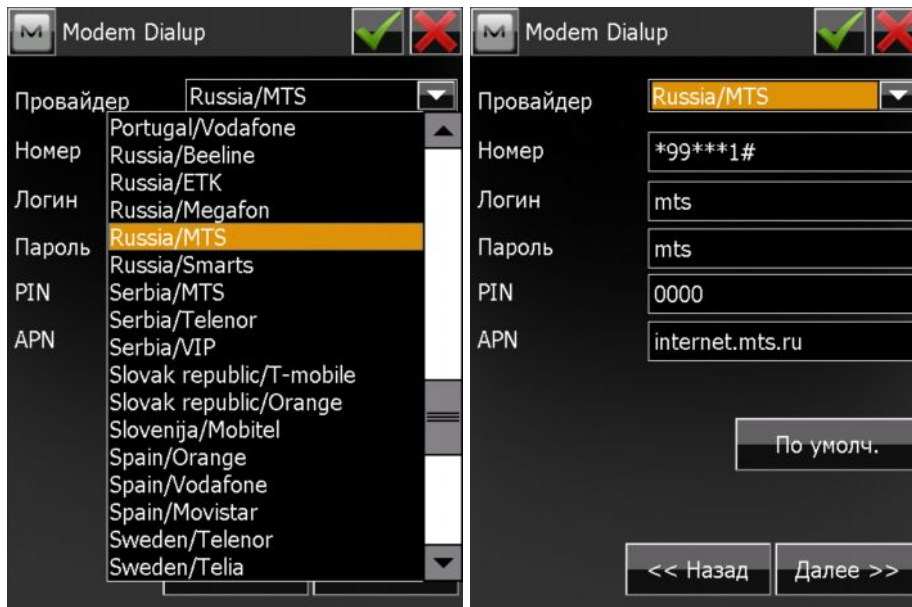 Modem Dialup
Провайдер Russia/MTS
Portugal/Vodafone
Номер Russia/Beeline
Russia/ETK
Логин Russia/Megafon
Пароль Russia/MTS
Russia/Smarts
PIN Serbia/MTS
Serbia/Telenor
APN Serbia/VIP
Slovak republic/T-mobile
Slovak republic/Orange
Slovenija/Mobitel
Spain/Orange
Spain/Vodafone
Spain/Movistar
Sweden/Telenor
Sweden/Telia
Modem Dialup
Провайдер Russia/MTS
Номер *99***1#
Логин mts
Пароль mts
PIN 0000
APN internet.mts.ru
По умолч.
<< Назад Далее >>